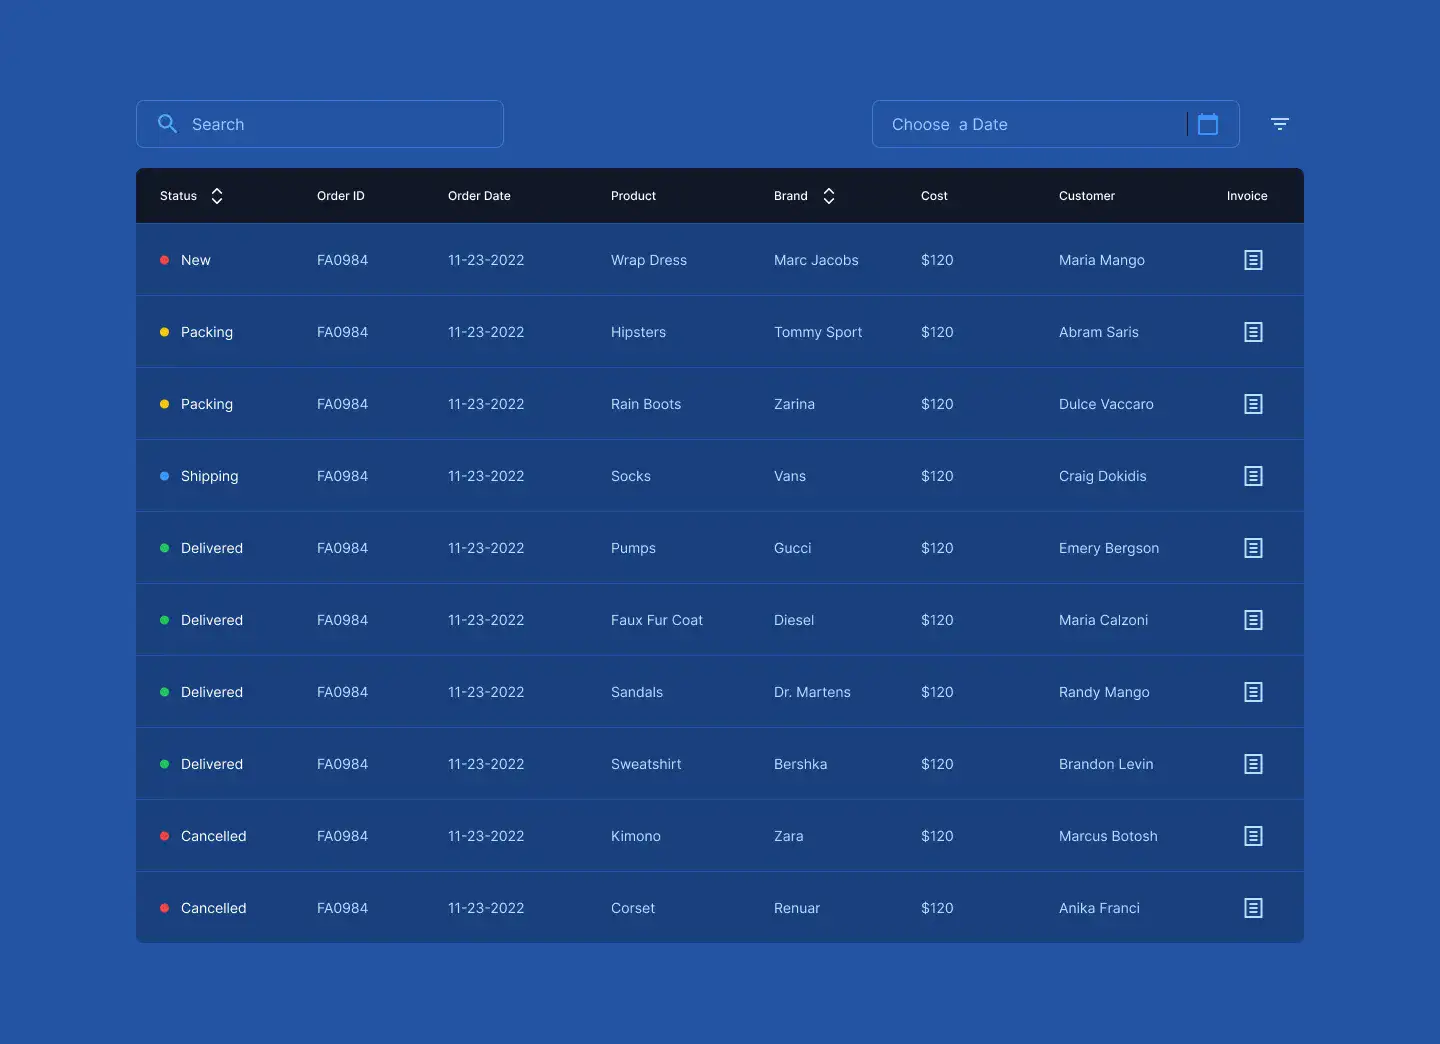 Search
Choose  a Date
Status Order ID Order Date Product Brand Cost Customer Invoice
New FA0984 11-23-2022 Wrap Dress Marc Jacobs $120 Maria Mango
Packing FA0984 11-23-2022 Hipsters Tommy Sport $120 Abram Saris
Packing FA0984 11-23-2022 Rain Boots Zarina $120 Dulce Vaccaro
Shipping FA0984 11-23-2022 Socks Vans $120 Craig Dokidis
Delivered FA0984 11-23-2022 Pumps Gucci $120 Emery Bergson
Delivered FA0984 11-23-2022 Faux Fur Coat Diesel $120 Maria Calzoni
Delivered FA0984 11-23-2022 Sandals Dr. Martens $120 Randy Mango
Delivered FA0984 11-23-2022 Sweatshirt Bershka $120 Brandon Levin
Cancelled FA0984 11-23-2022 Kimono Zara $120 Marcus Botosh
Cancelled FA0984 11-23-2022 Corset Renuar $120 Anika Franci